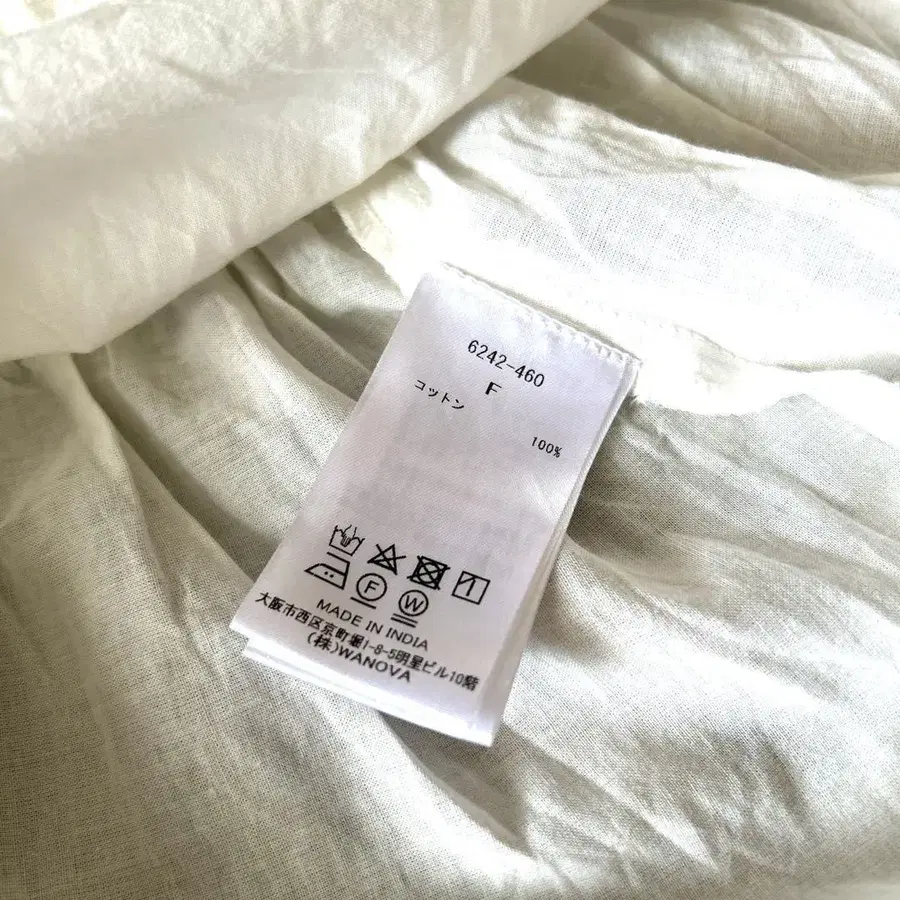 6242-460
F
コットン
100%
F
W
MADE IN INDIA
大阪市西区京町堀1-8-5明星ビル10階
(株)WANOVA